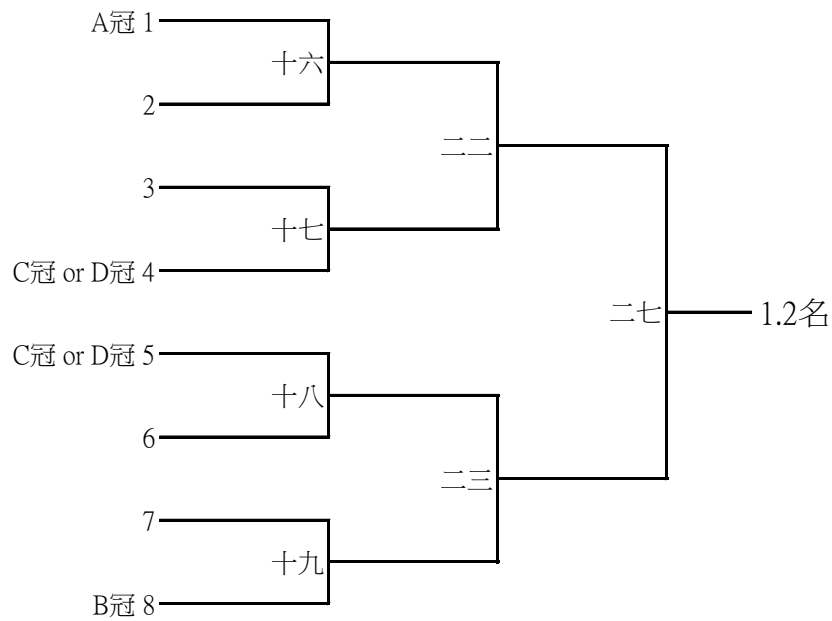 A冠 1
十六
2
二二
3
十七
C冠 or D冠 4
二七
1.2名
C冠 or D冠 5
十八
6
二三
7
十九
B冠 8